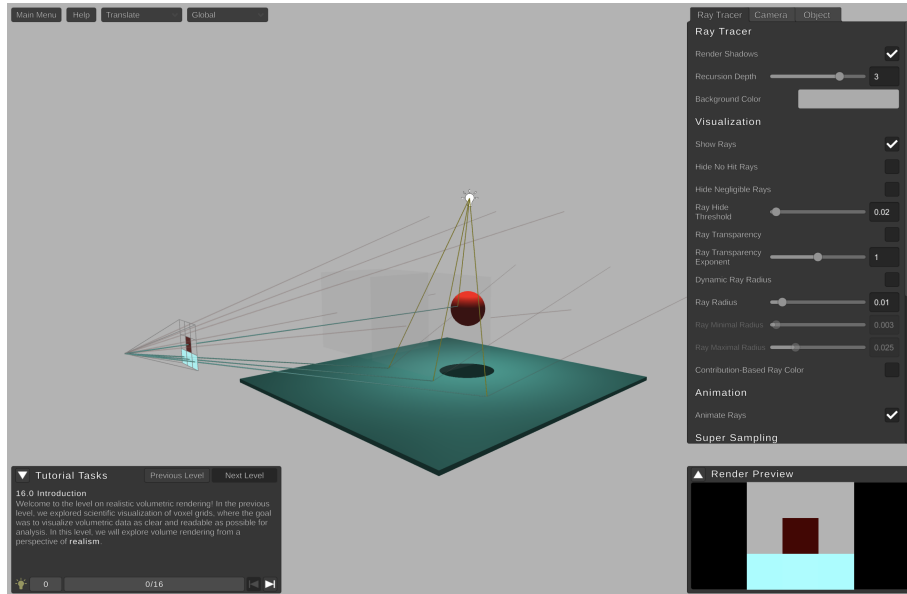 Main Menu
Help
Translate
Global
Ray Tracer
Camera
Object
Ray Tracer
Render Shadows
Recursion Depth
3
Background Color
Visualization
Show Rays
Hide No Hit Rays
Hide Negligible Rays
Ray Hide
Threshold
0.02
Ray Transparency
Ray Transparency
Exponent
1
Dynamic Ray Radius
Ray Radius
0.01
Ray Minimal Radius
0.003
Ray Maximal Radius
0.025
Contribution-Based Ray Color
Animation
Animate Rays
Super Sampling
Tutorial Tasks
Previous Level
Next Level
16.0 Introduction
Welcome to the level on realistic volumetric rendering! In the previous
level, we explored scientific visualization of voxel grids, where the goal
was to visualize volumetric data as clear and readable as possible for
analysis. In this level, we will explore volume rendering from a
perspective of realism.
0
0/16
Render Preview